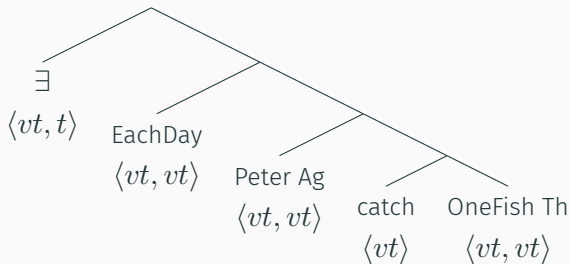 ∃
⟨vt, t⟩
EachDay
⟨vt, vt⟩
Peter Ag
⟨vt, vt⟩
catch
⟨vt⟩
OneFish Th
⟨vt, vt⟩